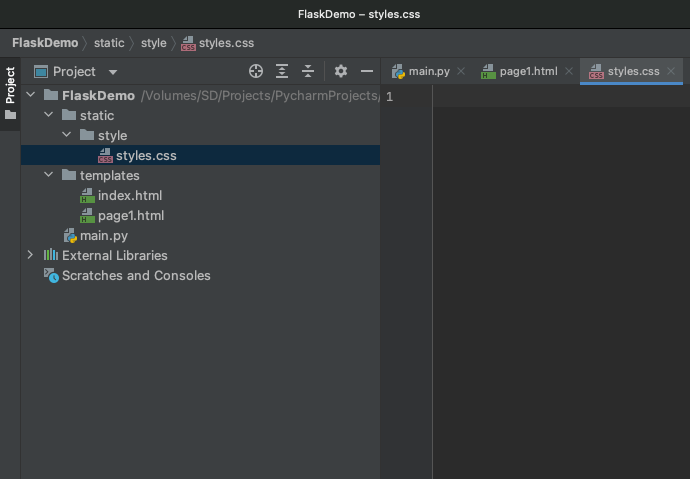 FlaskDemo – styles.css
FlaskDemo static style styles.css
Project
Project
main.py page1.html styles.css
FlaskDemo /Volumes/SD/Projects/PycharmProjects/
1
static
style
styles.css
templates
index.html
page1.html
main.py
External Libraries
Scratches and Consoles